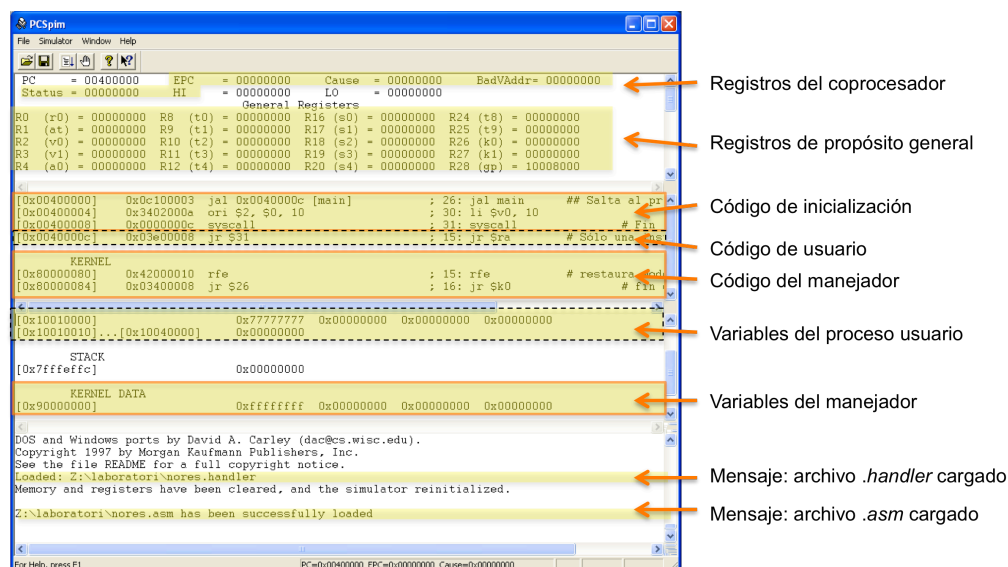 PCSpim
File Simulator Window Help
PC = 00400000 EPC = 00000000 Cause = 00000000 BadVAddr= 00000000
Status = 00000000 HI = 00000000 LO = 00000000
General Registers
R0 (r0) = 00000000 R8 (t0) = 00000000 R16 (s0) = 00000000 R24 (t8) = 00000000
R1 (at) = 00000000 R9 (t1) = 00000000 R17 (s1) = 00000000 R25 (t9) = 00000000
R2 (v0) = 00000000 R10 (t2) = 00000000 R18 (s2) = 00000000 R26 (k0) = 00000000
R3 (v1) = 00000000 R11 (t3) = 00000000 R19 (s3) = 00000000 R27 (k1) = 00000000
R4 (a0) = 00000000 R12 (t4) = 00000000 R20 (s4) = 00000000 R28 (gp) = 10008000
[0x00400000] 0x0c100003 jal 0x0040000c [main] ; 26: jal main ## Salta al pr
[0x00400004] 0x3402000a ori $2, $0, 10 ; 30: li $v0, 10
[0x00400008] 0x0000000c syscall ; 31: syscall # Fin
[0x0040000c] 0x03e00008 jr $31 ; 15: jr $ra # Sólo una ins
KERNEL
[0x80000080] 0x42000010 rfe ; 15: rfe # restaura mod
[0x80000084] 0x03400008 jr $26 ; 16: jr $k0 # fin
[0x10010000] 0x77777777 0x00000000 0x00000000 0x00000000
[0x10010010]...[0x10040000] 0x00000000
STACK
[0x7fffeffc] 0x00000000
KERNEL DATA
[0x90000000] 0xffffffff 0x00000000 0x00000000 0x00000000
DOS and Windows ports by David A. Carley (dac@cs.wisc.edu).
Copyright 1997 by Morgan Kaufmann Publishers, Inc.
See the file README for a full copyright notice.
Loaded: Z:\laboratori\nores.handler
Memory and registers have been cleared, and the simulator reinitialized.
Z:\laboratori\nores.asm has been successfully loaded
For Help, press F1 PC=0x00400000 EPC=0x00000000 Cause=0x00000000
Registros del coprocesador
Registros de propósito general
Código de inicialización
Código de usuario
Código del manejador
Variables del proceso usuario
Variables del manejador
Mensaje: archivo .handler cargado
Mensaje: archivo .asm cargado